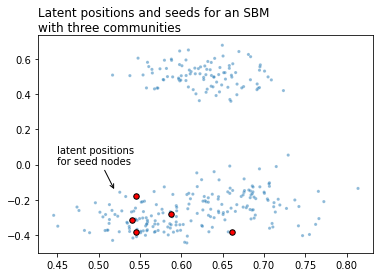 Latent positions and seeds for an SBM
with three communities
0.6
0.4
0.2
0.0
−0.2
−0.4
latent positions
for seed nodes
0.45 0.50 0.55 0.60 0.65 0.70 0.75 0.80